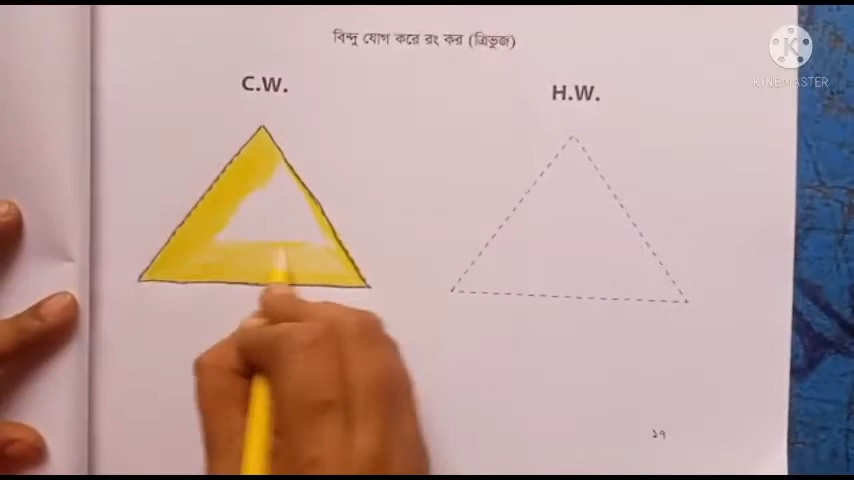 বিন্দু যোগ করে রং কর (ত্রিভুজ)
C.W.
H.W.
K
KINEMASTER
১৭